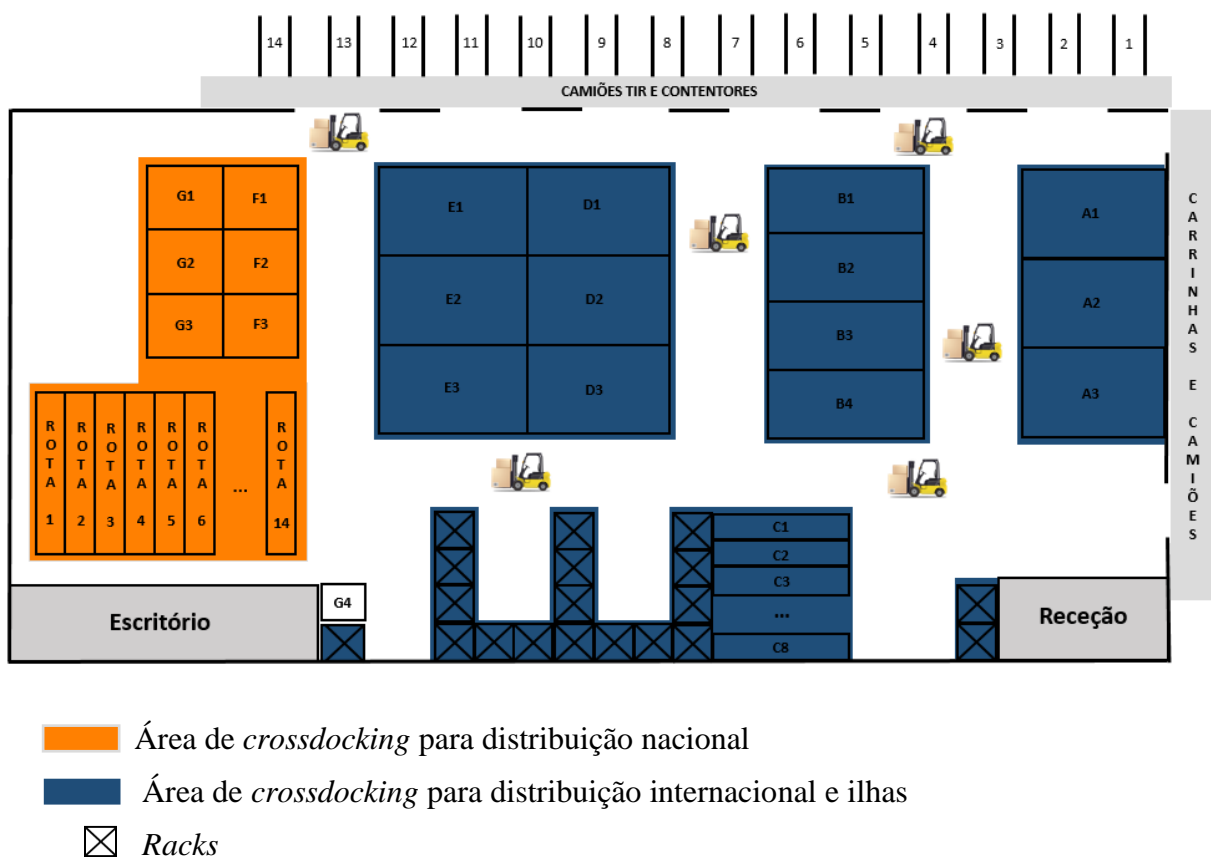 14 13 12 11 10 9 8 7 6 5 4 3 2 1
CAMIÕES TIR E CONTENTORES
CARRINHAS E CAMIÕES
G1 F1
G2 F2
G3 F3
E1 D1
E2 D2
E3 D3
B1
B2
B3
B4
A1
A2
A3
ROTA 1
ROTA 2
ROTA 3
ROTA 4
ROTA 5
ROTA 6
...
ROTA 14
C1
C2
C3
...
C8
Escritório
G4
Receção
Área de crossdocking para distribuição nacional
Área de crossdocking para distribuição internacional e ilhas
Racks